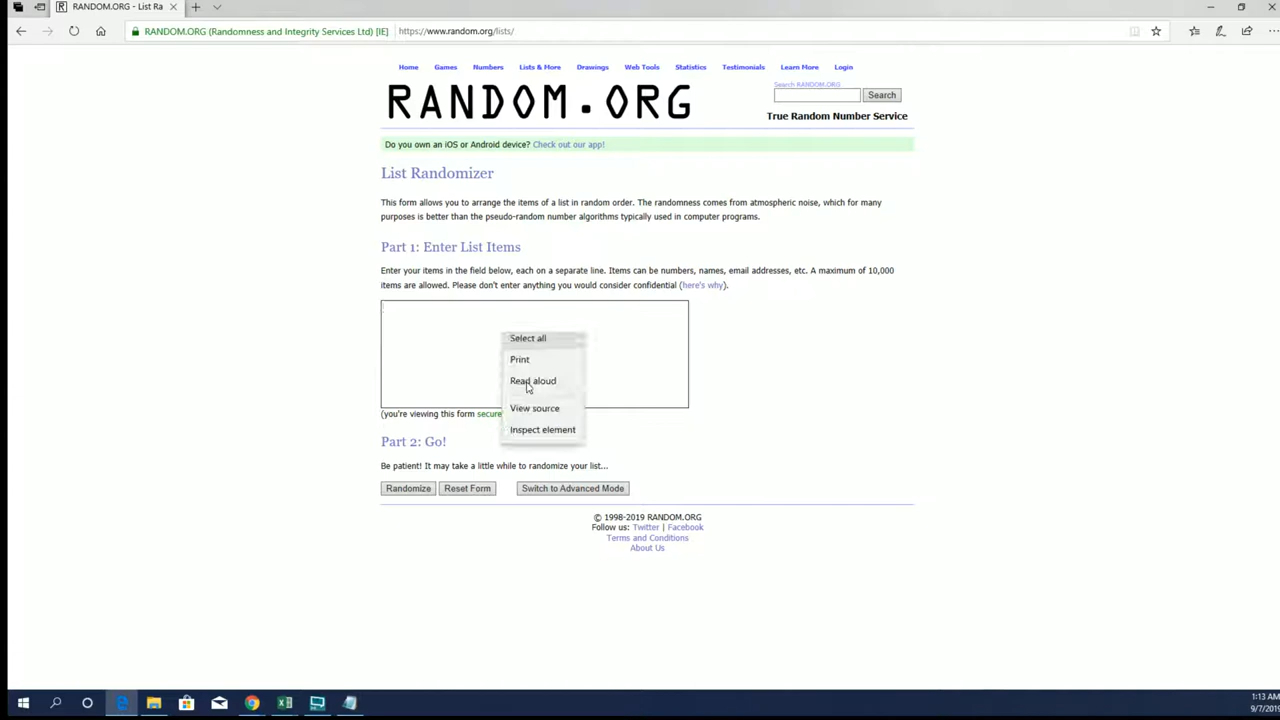 RANDOM.ORG - List Ra
RANDOM.ORG (Randomness and Integrity Services Ltd) [IE]
https://www.random.org/lists/
Home Games Numbers Lists & More Drawings Web Tools Statistics Testimonials Learn More Login
RANDOM.ORG
Search RANDOM.ORG
Search
True Random Number Service
Do you own an iOS or Android device? Check out our app!
List Randomizer
This form allows you to arrange the items of a list in random order. The randomness comes from atmospheric noise, which for many
purposes is better than the pseudo-random number algorithms typically used in computer programs.
Part 1: Enter List Items
Enter your items in the field below, each on a separate line. Items can be numbers, names, email addresses, etc. A maximum of 10,000
items are allowed. Please don't enter anything you would consider confidential (here's why).
Select all
Print
Read aloud
View source
Inspect element
(you're viewing this form secure
Part 2: Go!
Be patient! It may take a little while to randomize your list...
Randomize Reset Form Switch to Advanced Mode
© 1998-2019 RANDOM.ORG
Follow us: Twitter | Facebook
Terms and Conditions
About Us
1:13 AM
9/7/2019